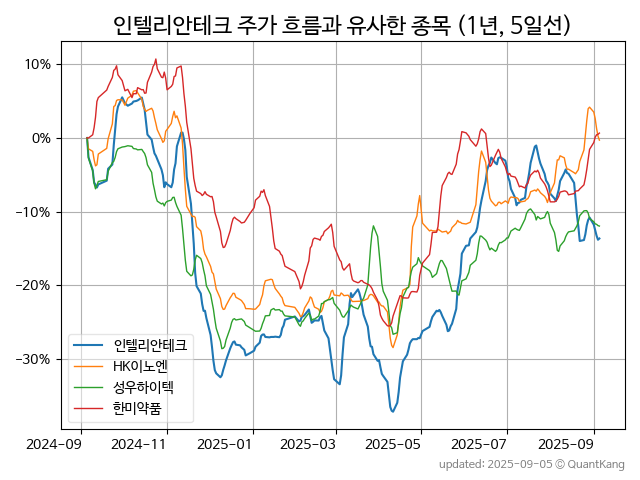 인텔리안테크 주가 흐름과 유사한 종목 (1년, 5일선)
10%
0%
−10%
−20%
−30%
인텔리안테크
HK이노엔
성우하이텍
한미약품
2024-09
2024-11
2025-01
2025-03
2025-05
2025-07
2025-09
updated: 2025-09-05 © QuantKang